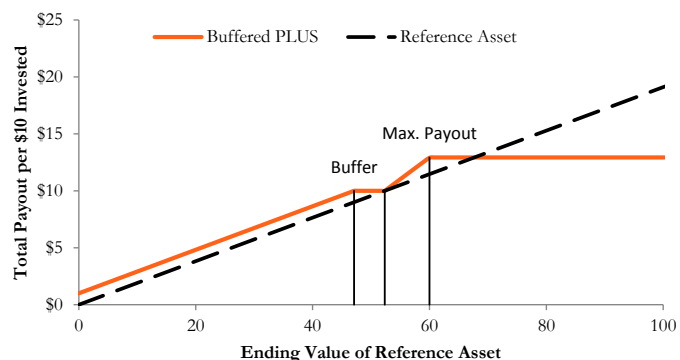 $25
Buffered PLUS
Reference Asset
$20
$15
Max. Payout
Buffer
$10
$5
$0
0
20
40
60
80
100
Total Payout per $10 Invested
Ending Value of Reference Asset